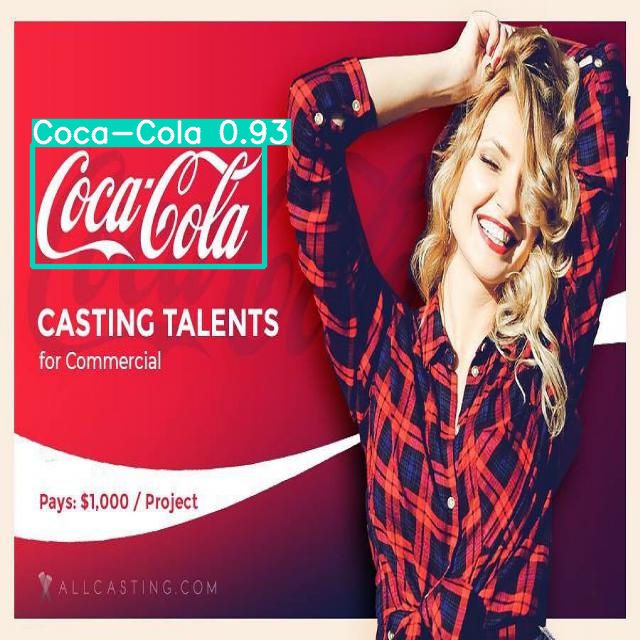 Coca-Cola 0.93
Coca-Cola
CASTING TALENTS
for Commercial
Pays: $1,000 / Project
ALLCASTING.COM